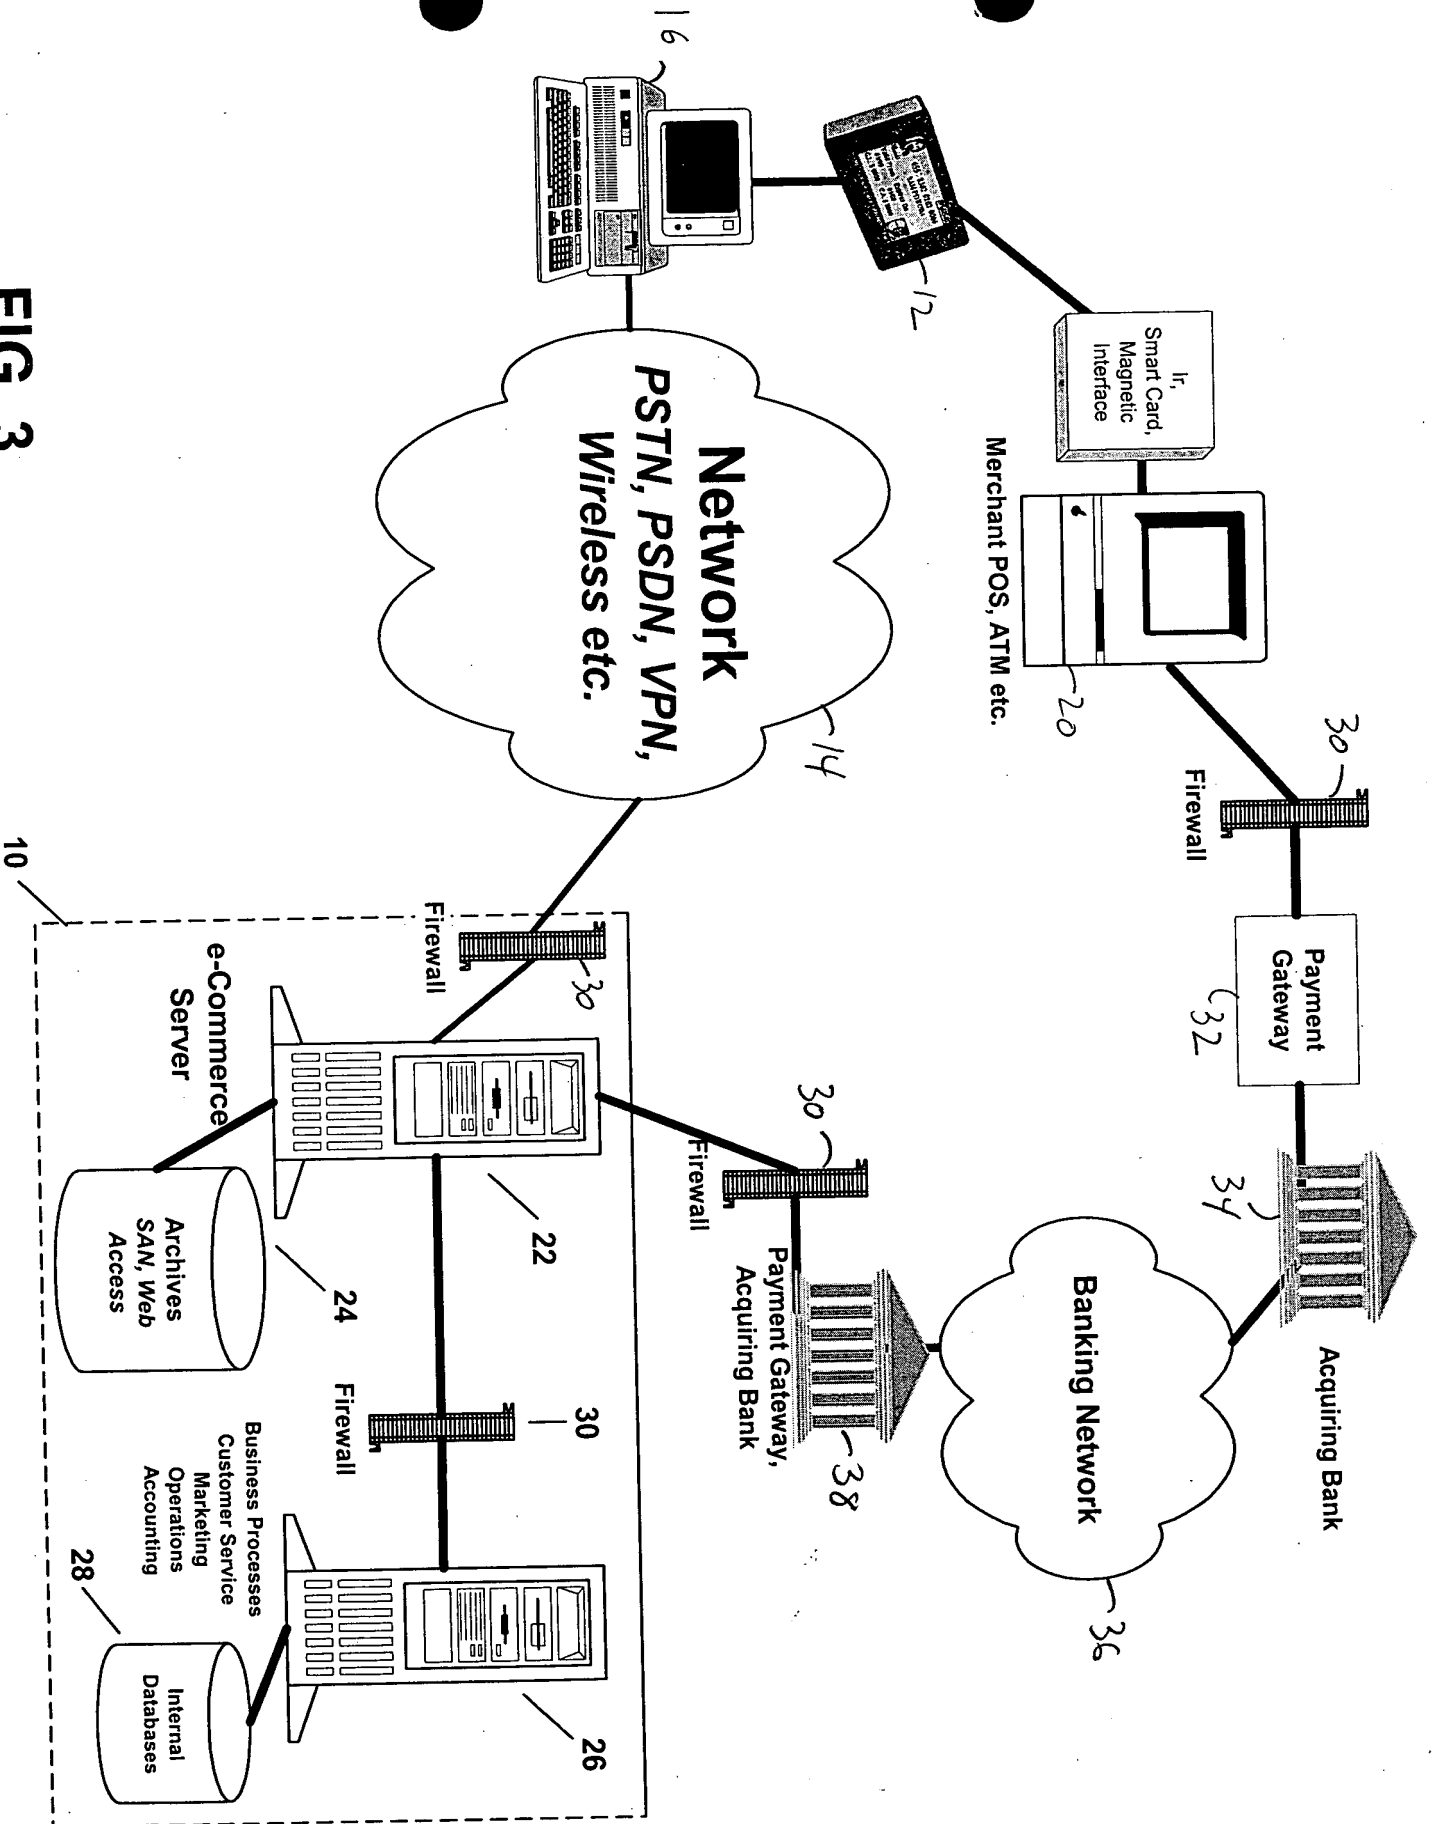 16
12
Ir,
Smart Card,
Magnetic
Interface
Merchant POS, ATM etc.
20
30
Firewall
Payment
Gateway
32
34
Acquiring Bank
Network
PSTN, PSDN, VPN,
Wireless etc.
14
30
Firewall
Payment Gateway,
Acquiring Bank
38
Banking Network
36
10
Firewall
30
e-Commerce
Server
22
Archives
SAN, Web
Access
24
30
Firewall
Business Processes
Customer Service
Marketing
Operations
Accounting
26
28
Internal
Databases
FIG 3